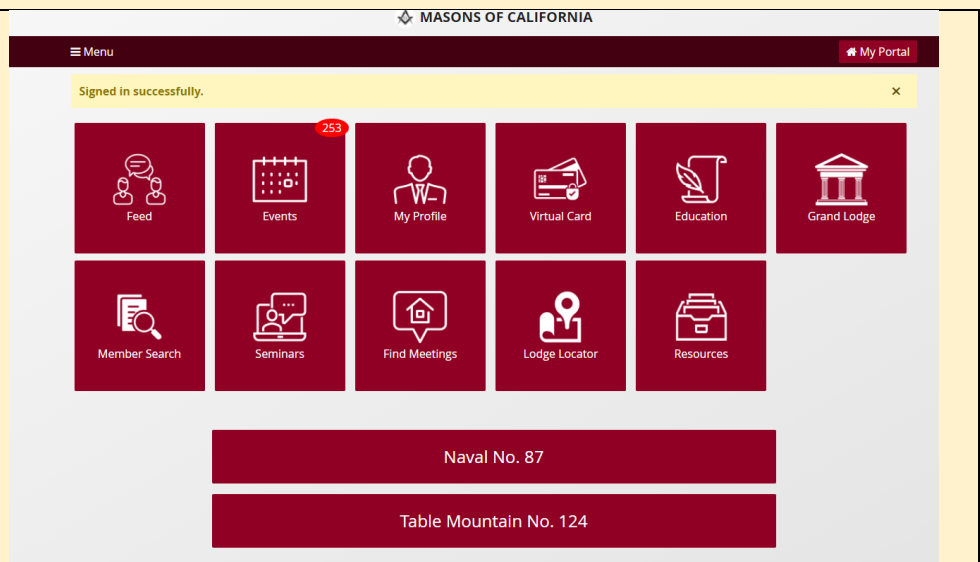 MASONS OF CALIFORNIA
Menu
My Portal
Signed in successfully.
×
253
Feed
Events
My Profile
Virtual Card
Education
Grand Lodge
Member Search
Seminars
Find Meetings
Lodge Locator
Resources
Naval No. 87
Table Mountain No. 124